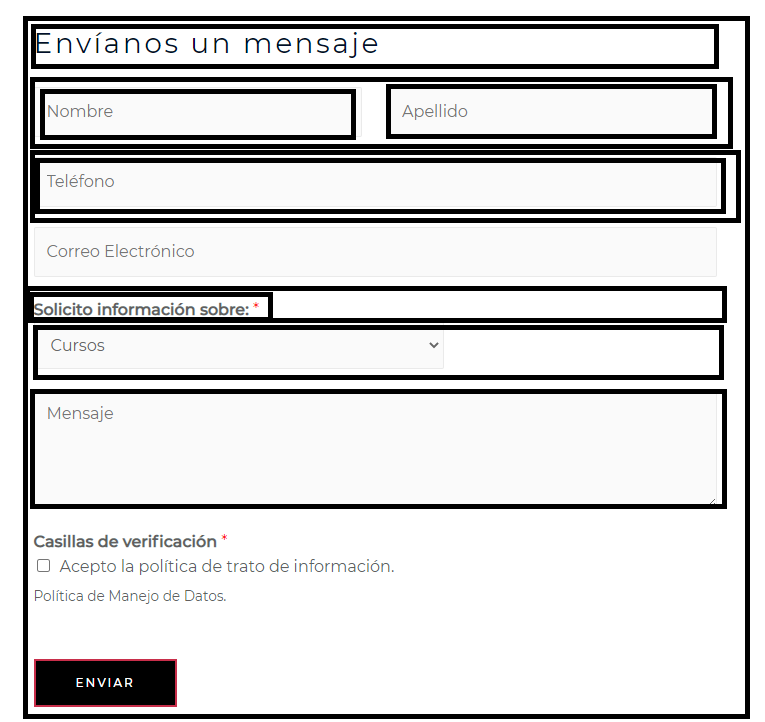 Envíanos un mensaje
Nombre
Apellido
Teléfono
Correo Electrónico
Solicito información sobre: *
Cursos
Mensaje
Casillas de verificación *
Acepto la política de trato de información.
Política de Manejo de Datos.
ENVIAR